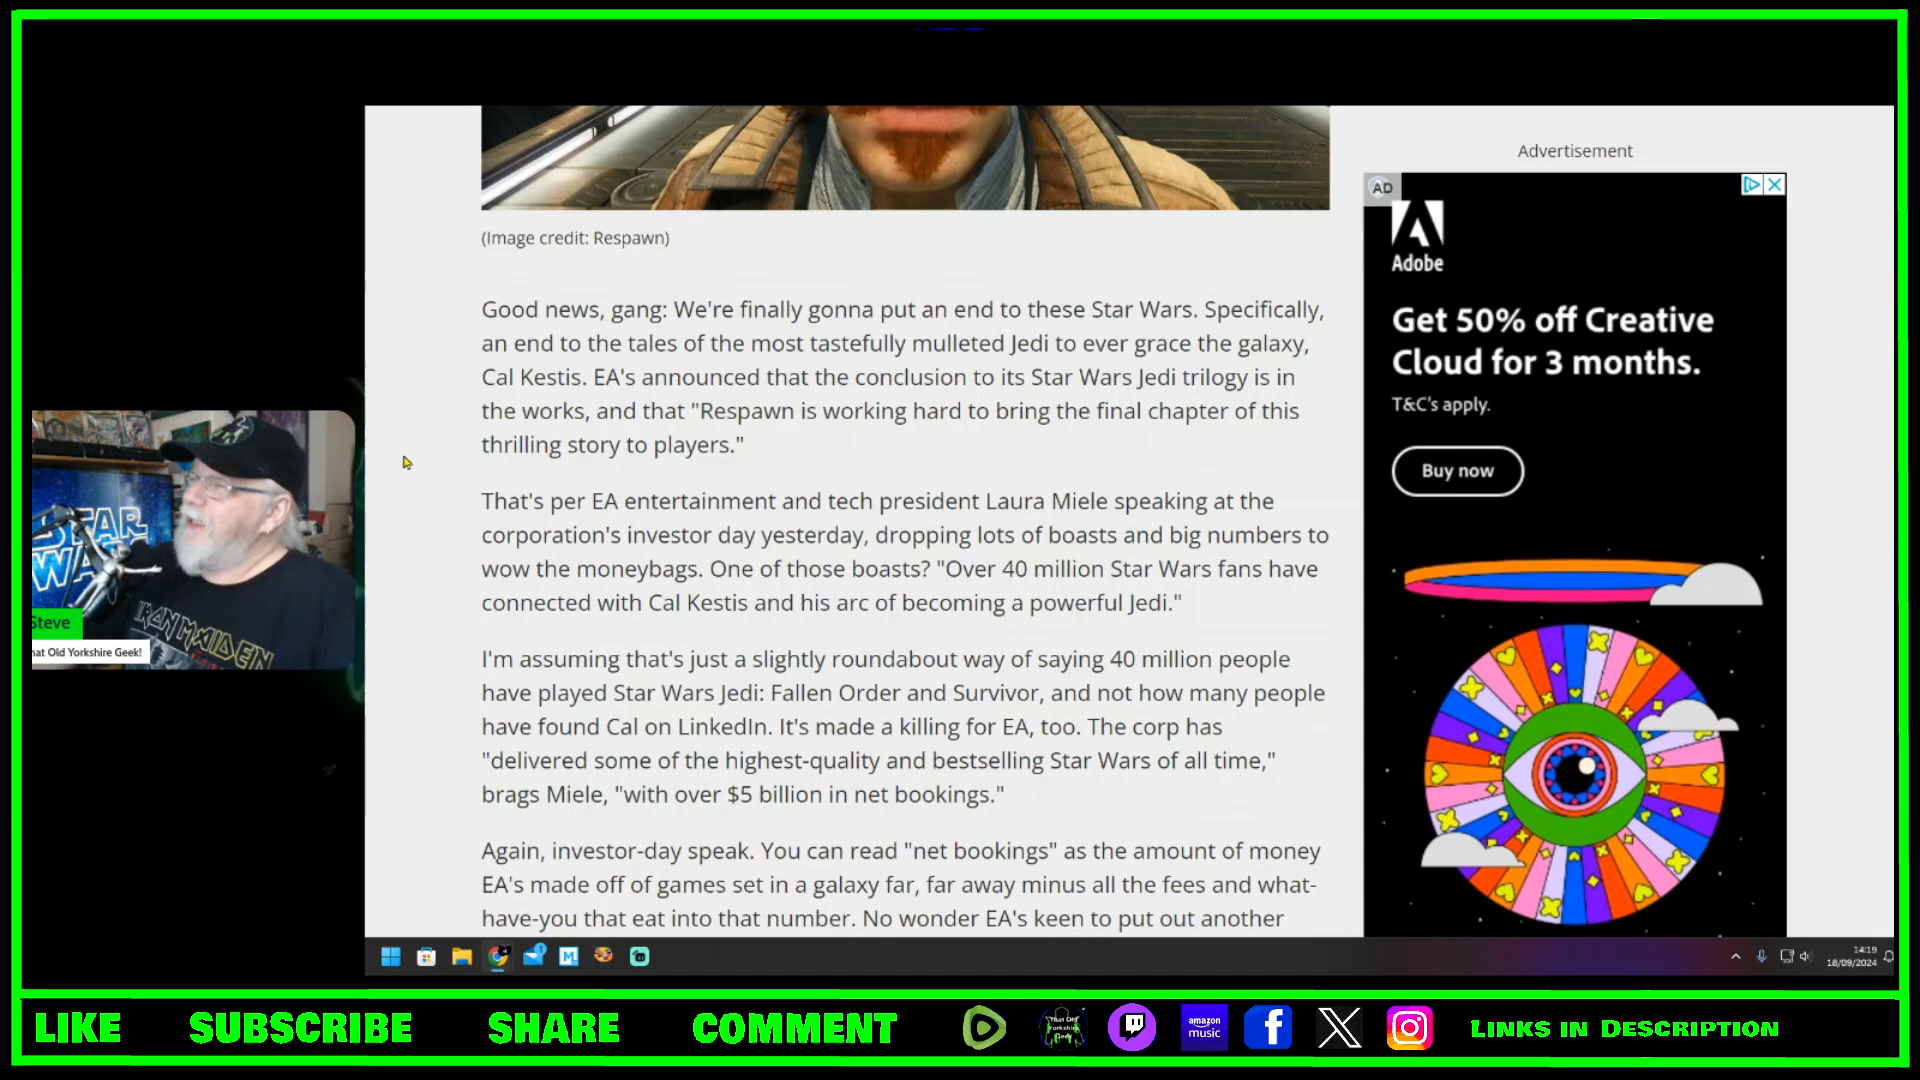 Advertisement
AD
Adobe
Get 50% off Creative
Cloud for 3 months.
T&C's apply.
Buy now
(Image credit: Respawn)
Good news, gang: We're finally gonna put an end to these Star Wars. Specifically,
an end to the tales of the most tastefully mulleted Jedi to ever grace the galaxy,
Cal Kestis. EA's announced that the conclusion to its Star Wars Jedi trilogy is in
the works, and that "Respawn is working hard to bring the final chapter of this
thrilling story to players."
That's per EA entertainment and tech president Laura Miele speaking at the
corporation's investor day yesterday, dropping lots of boasts and big numbers to
wow the moneybags. One of those boasts? "Over 40 million Star Wars fans have
connected with Cal Kestis and his arc of becoming a powerful Jedi."
I'm assuming that's just a slightly roundabout way of saying 40 million people
have played Star Wars Jedi: Fallen Order and Survivor, and not how many people
have found Cal on LinkedIn. It's made a killing for EA, too. The corp has
"delivered some of the highest-quality and bestselling Star Wars of all time,"
brags Miele, "with over $5 billion in net bookings."
Again, investor-day speak. You can read "net bookings" as the amount of money
EA's made off of games set in a galaxy far, far away minus all the fees and what-
have-you that eat into that number. No wonder EA's keen to put out another
STAR
WA
IRON MAIDEN
Steve
hat Old Yorkshire Geek!
14:19
18/09/2024
LIKE SUBSCRIBE SHARE COMMENT
That Old
Yorkshire
Geek!
amazon
music
LINKS IN DESCRIPTION